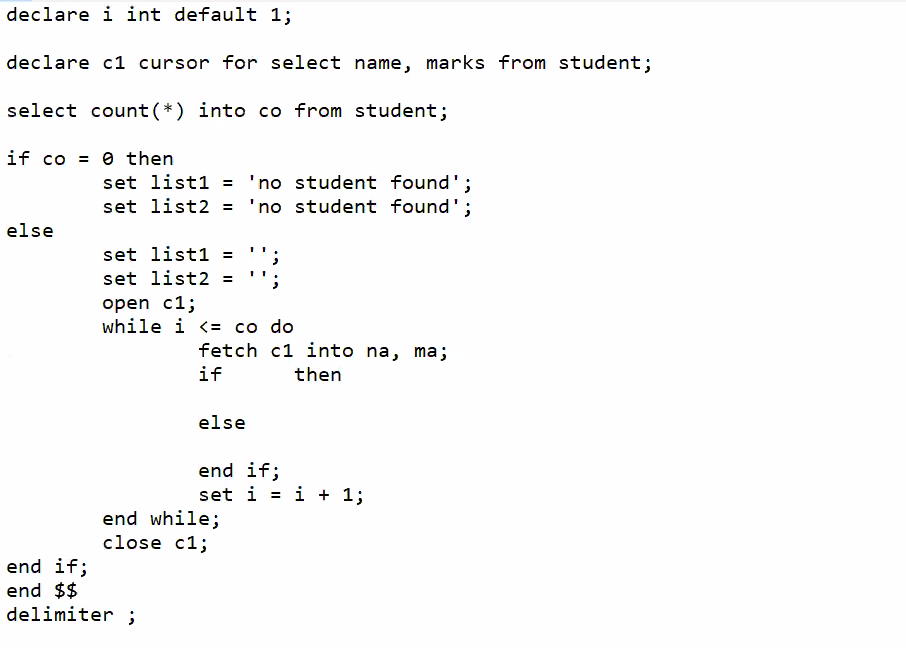 declare i int default 1;
declare c1 cursor for select name, marks from student;
select count(*) into co from student;
if co = 0 then
set list1 = 'no student found';
set list2 = 'no student found';
else
set list1 = '';
set list2 = '';
open c1;
while i <= co do
fetch c1 into na, ma;
if then
else
end if;
set i = i + 1;
end while;
close c1;
end if;
end $$
delimiter ;